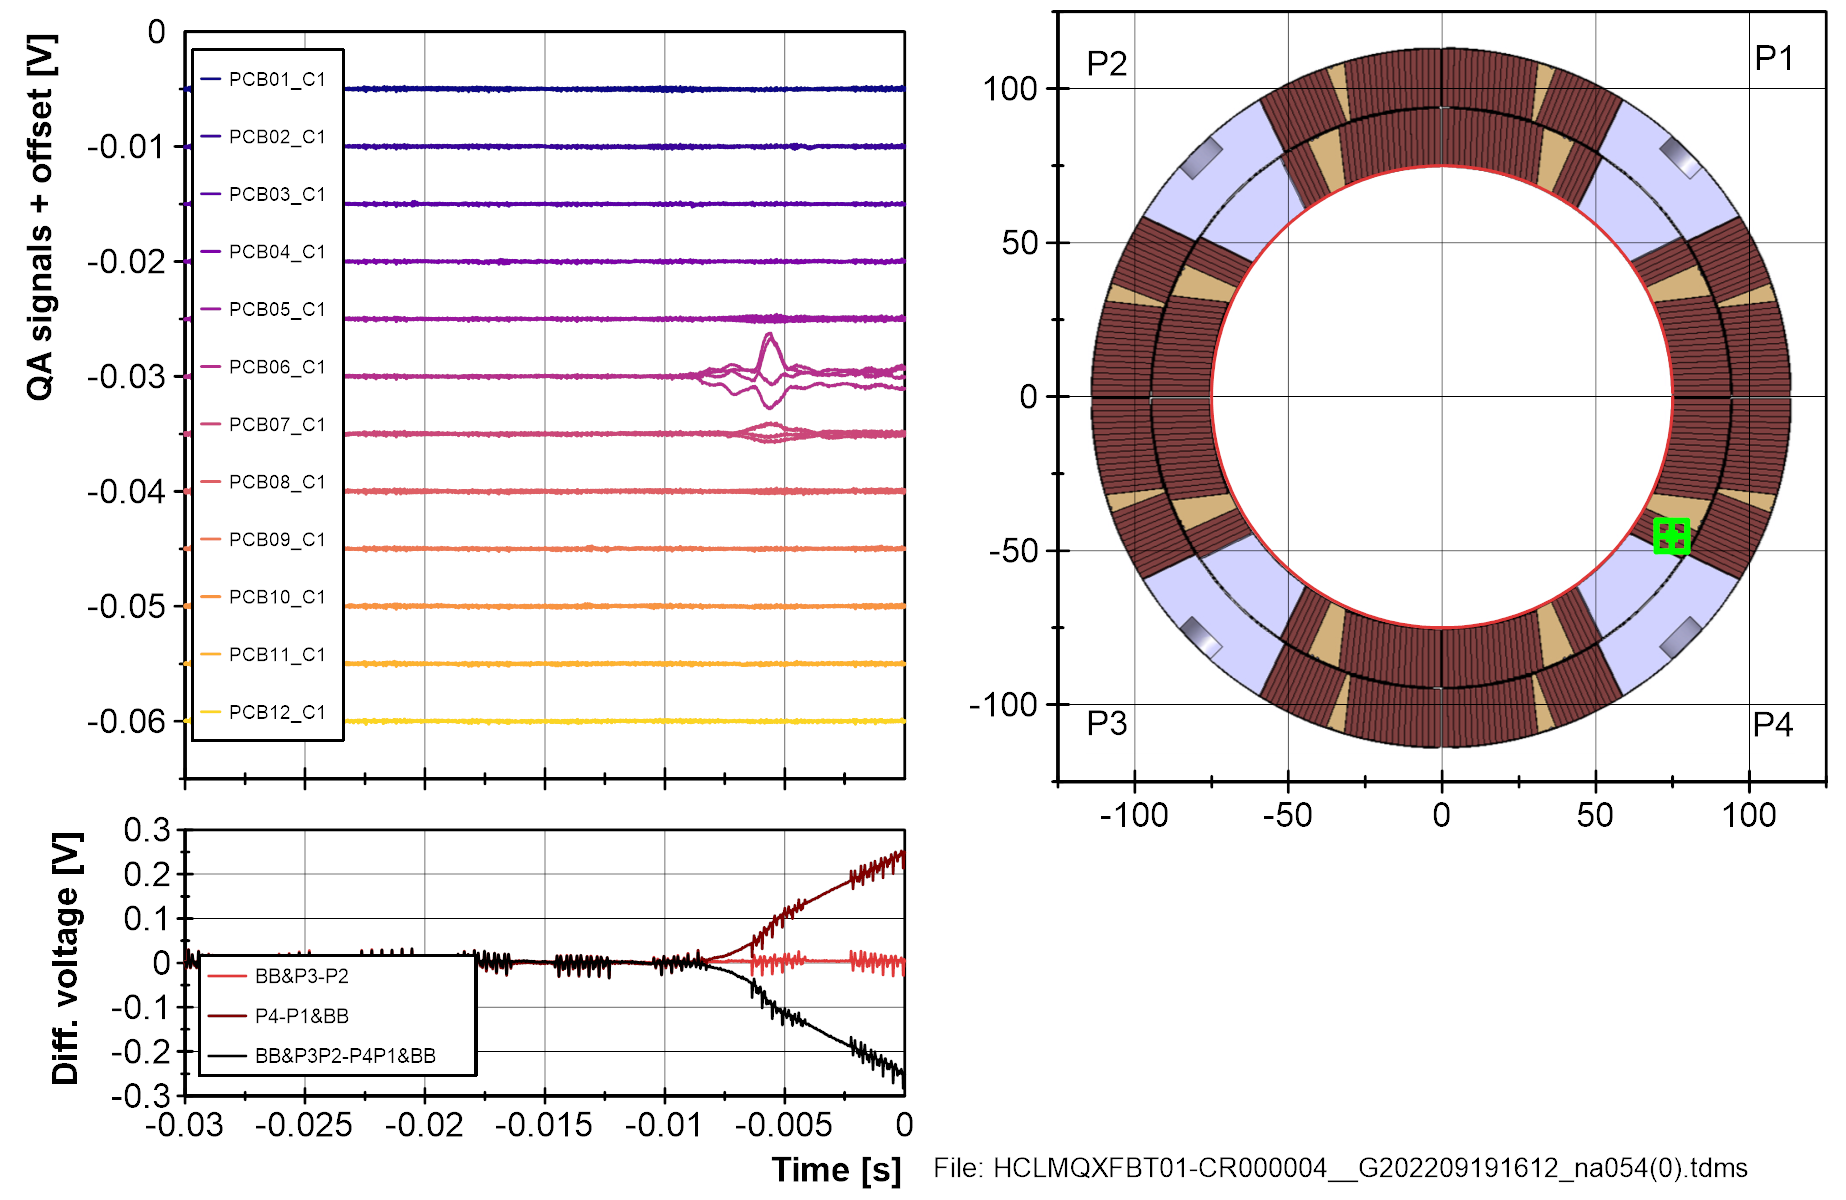 QA signals + offset [V]
0
-0.01
-0.02
-0.03
-0.04
-0.05
-0.06
PCB01_C1
PCB02_C1
PCB03_C1
PCB04_C1
PCB05_C1
PCB06_C1
PCB07_C1
PCB08_C1
PCB09_C1
PCB10_C1
PCB11_C1
PCB12_C1
P2
P1
P3
P4
100
50
0
-50
-100
-100
-50
0
50
100
Diff. voltage [V]
0.3
0.2
0.1
0
-0.1
-0.2
-0.3
BB&P3-P2
P4-P1&BB
BB&P3P2-P4P1&BB
-0.03
-0.025
-0.02
-0.015
-0.01
-0.005
0
Time [s]
File: HCLMQXFBT01-CR000004__G202209191612_na054(0).tdms